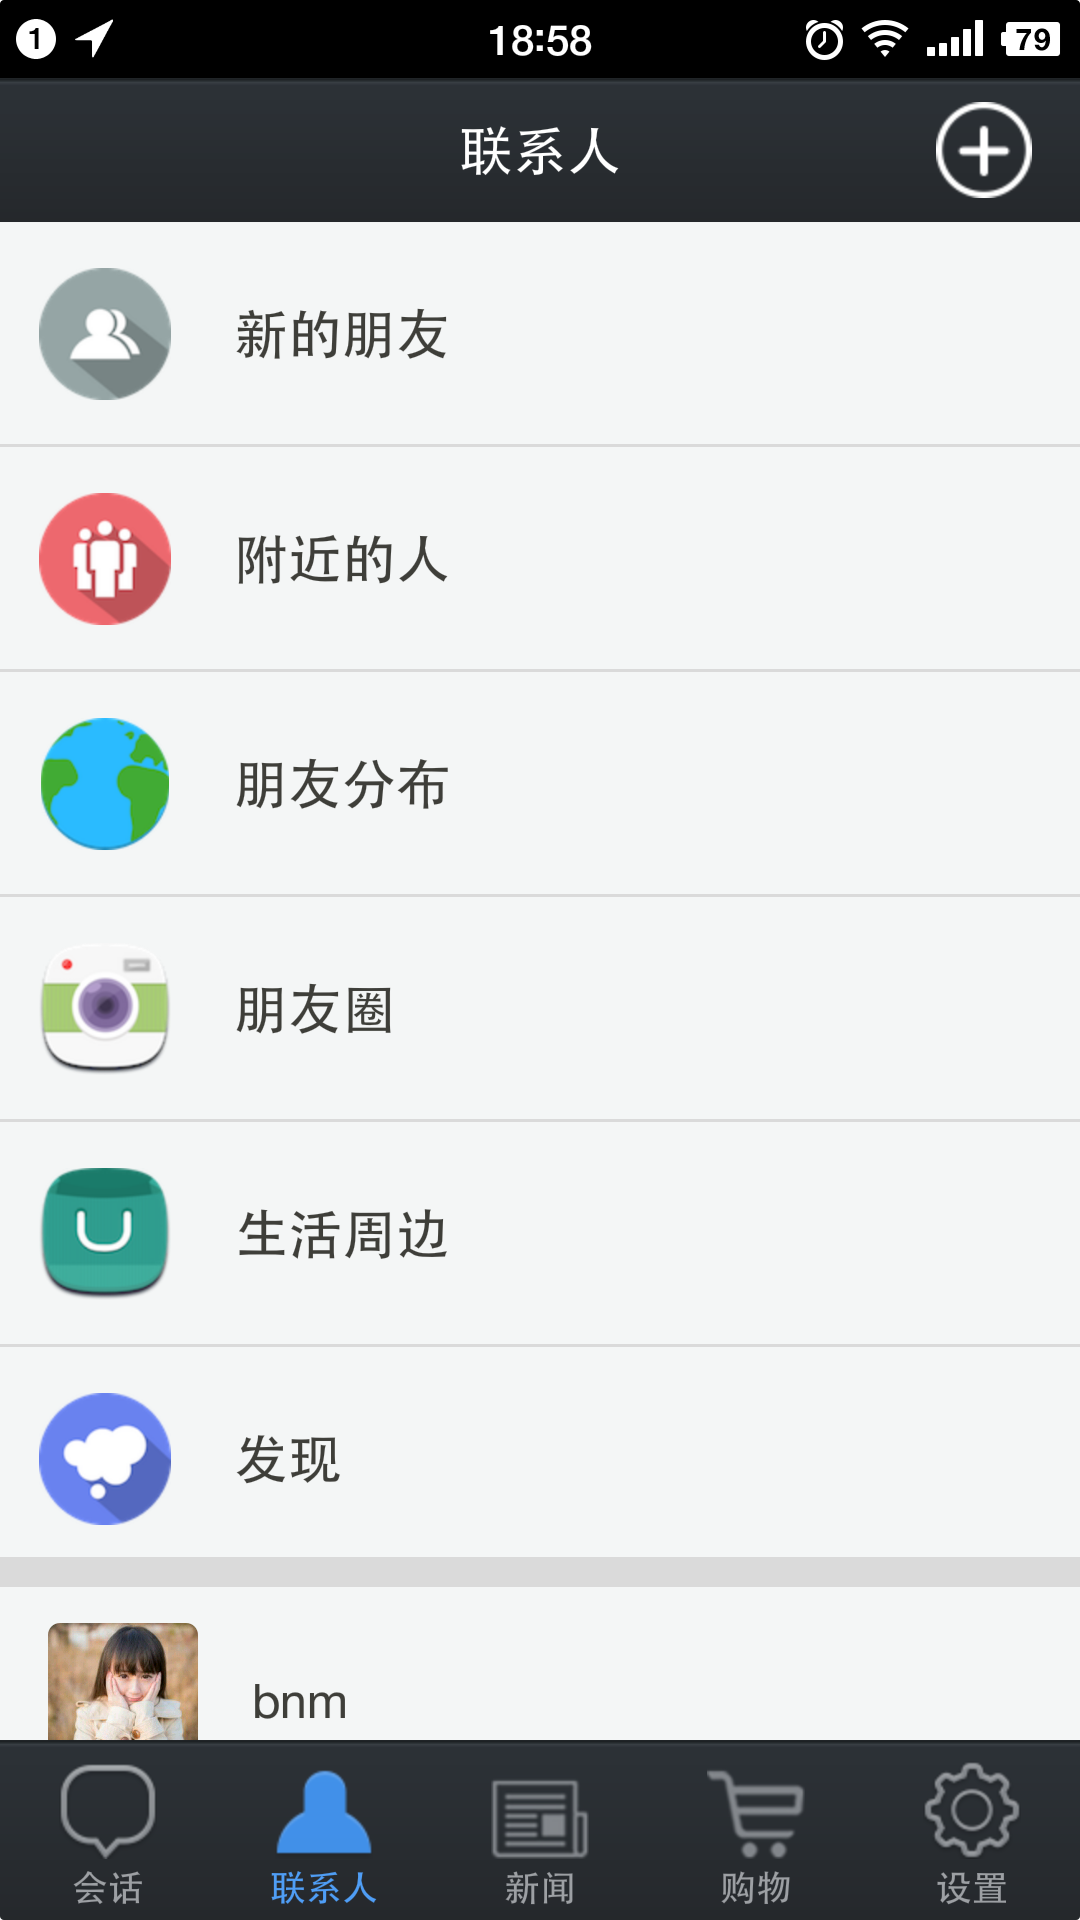 1 18:58 79
联系人
新的朋友
附近的人
朋友分布
朋友圈
生活周边
发现
bnm
会话 联系人 新闻 购物 设置